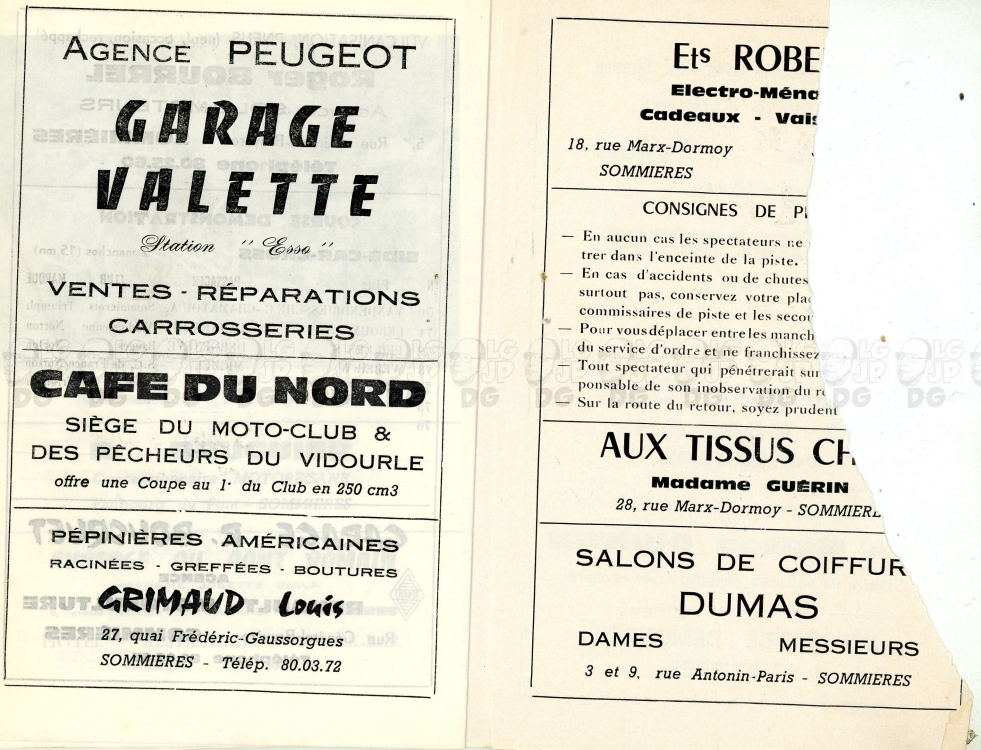 AGENCE PEUGEOT
GARAGE
VALETTE
Station "Esso"
VENTES - RÉPARATIONS
CARROSSERIES
CAFE DU NORD
SIÈGE DU MOTO-CLUB &
DES PÊCHEURS DU VIDOURLE
offre une Coupe au 1er du Club en 250 cm3
PÉPINIÈRES AMÉRICAINES
RACINÉES - GREFFÉES - BOUTURES
GRIMAUD Louis
27, quai Frédéric-Gaussorgues
SOMMIERES - Télép. 80.03.72
Ets ROBE
Electro-Ména
Cadeaux - Vais
18, rue Marx-Dormoy
SOMMIERES
CONSIGNES DE P
— En aucun cas les spectateurs ne
trer dans l'enceinte de la piste.
— En cas d'accidents ou de chutes
surtout pas, conservez votre plac
commissaires de piste et les secou
— Pour vous déplacer entre les manch
du service d'ordre et ne franchissez
— Tout spectateur qui pénétrerait sur
ponsable de son inobservation du r
— Sur la route du retour, soyez prudent
AUX TISSUS CH
Madame GUÉRIN
28, rue Marx-Dormoy - SOMMIERE
SALONS DE COIFFUR
DUMAS
DAMES MESSIEURS
3 et 9, rue Antonin-Paris - SOMMIERES